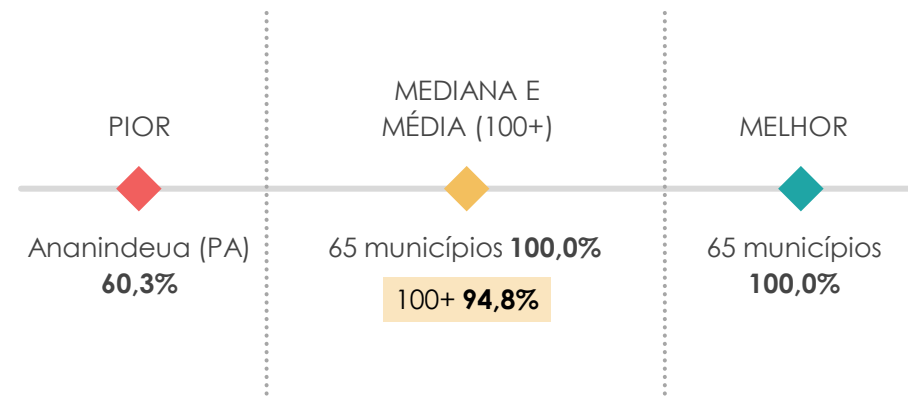 PIOR
Ananindeua (PA)
60,3%
MEDIANA E
MÉDIA (100+)
65 municípios 100,0%
100+ 94,8%
MELHOR
65 municípios
100,0%